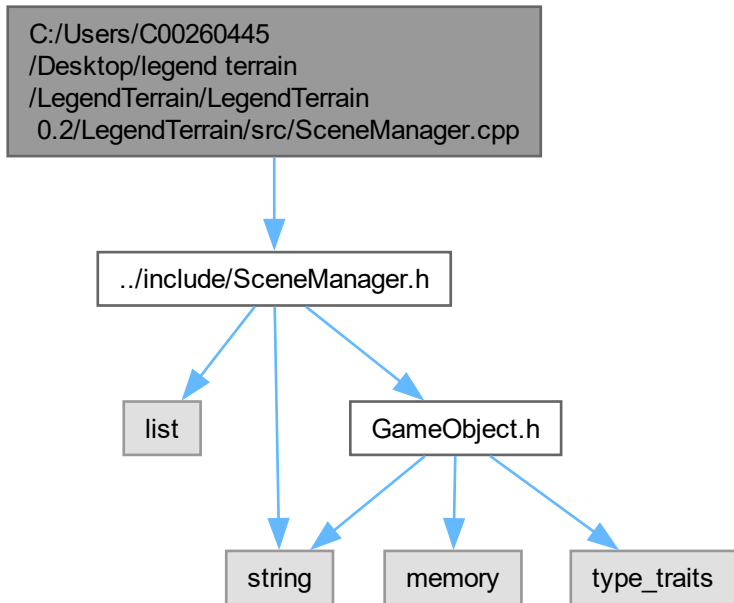 C:/Users/C00260445
/Desktop/legend terrain
/LegendTerrain/LegendTerrain
0.2/LegendTerrain/src/SceneManager.cpp
../include/SceneManager.h
list
GameObject.h
string
memory
type_traits